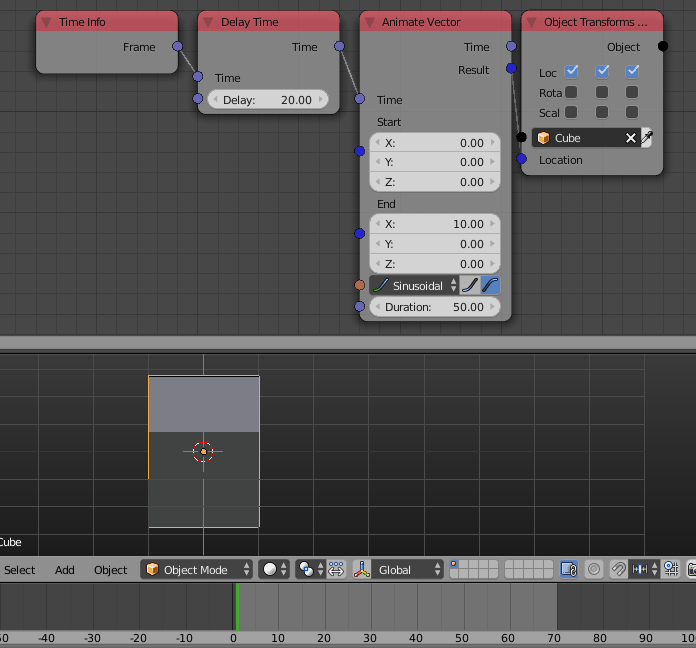 Time Info
Frame
Delay Time
Time
Time
Delay: 20.00
Animate Vector
Time
Result
Time
Start
X: 0.00
Y: 0.00
Z: 0.00
End
X: 10.00
Y: 0.00
Z: 0.00
Sinusoidal
Duration: 50.00
Object Transforms ...
Object
Loc
Rota
Scal
Cube
Location
Cube
Select Add Object Object Mode Global
50 -40 -30 -20 -10 0 10 20 30 40 50 60 70 80 90 10